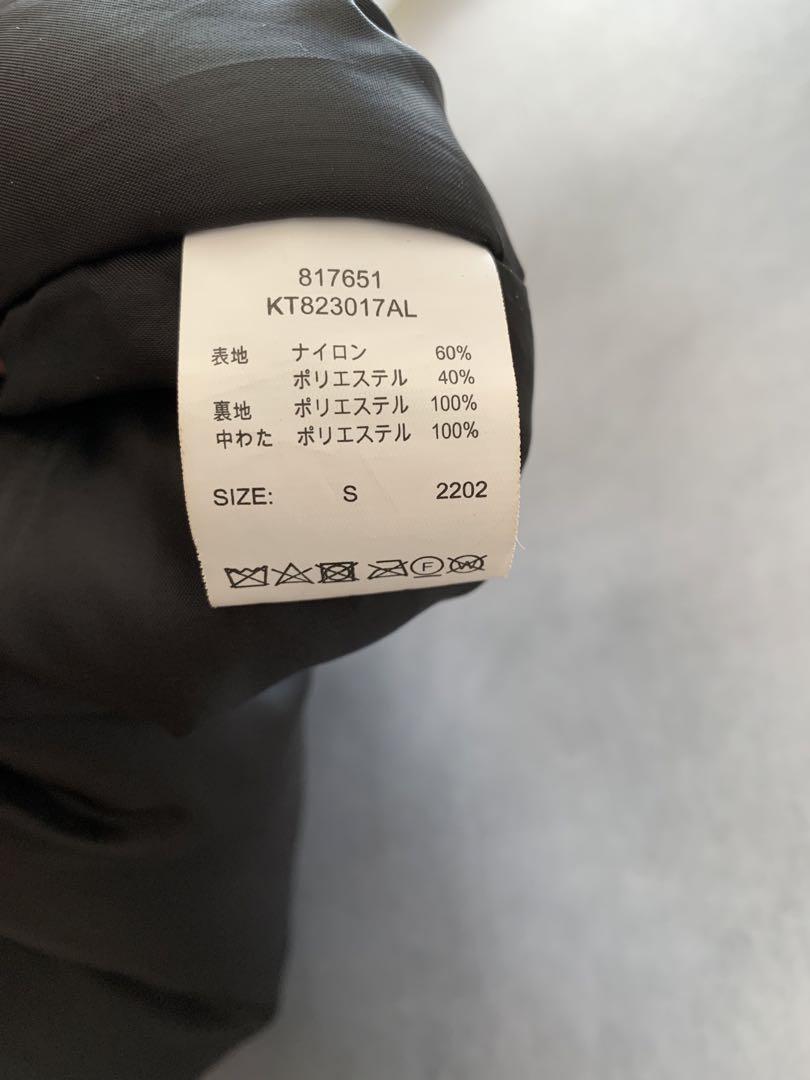 817651
KT823017AL
表地 ナイロン 60%
ポリエステル 40%
裏地 ポリエステル 100%
中わた ポリエステル 100%
SIZE: S 2202
F W